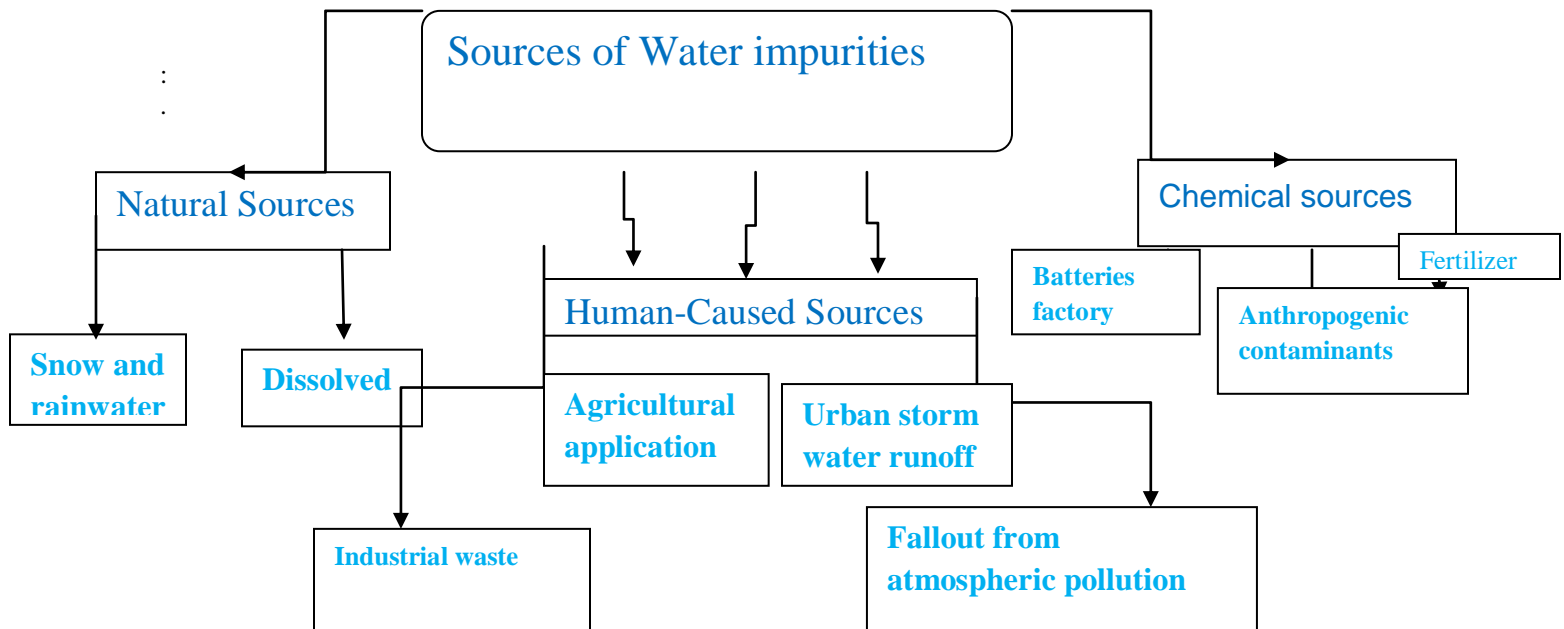 Sources of Water impurities
:
.
Natural Sources
Chemical sources
Human-Caused Sources
Batteries
factory
Fertilizer
Anthropogenic
contaminants
Snow and
rainwater
Dissolved
Agricultural
application
Urban storm
water runoff
Industrial waste
Fallout from
atmospheric pollution